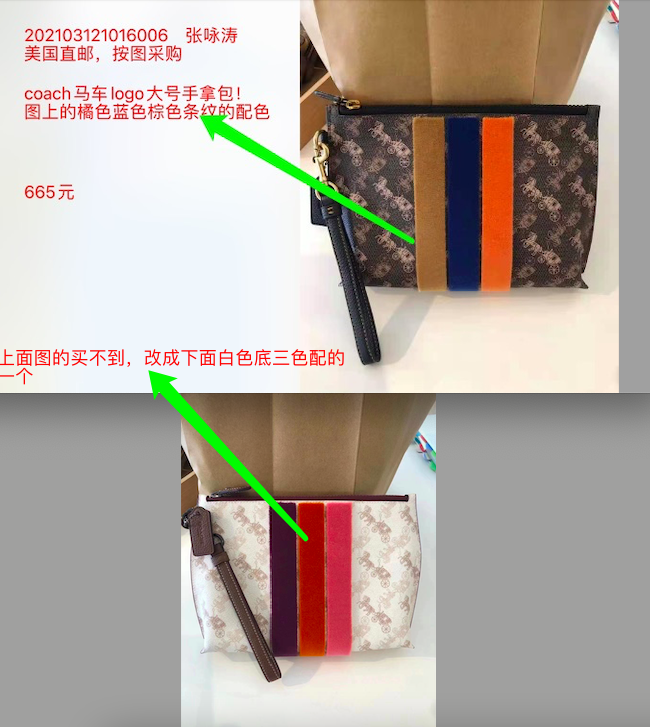 202103121016006 张咏涛
美国直邮，按图采购
coach马车logo大号手拿包！
图上的橘色蓝色棕色条纹的配色
665元
上面图的买不到，改成下面白色底三色配的
一个